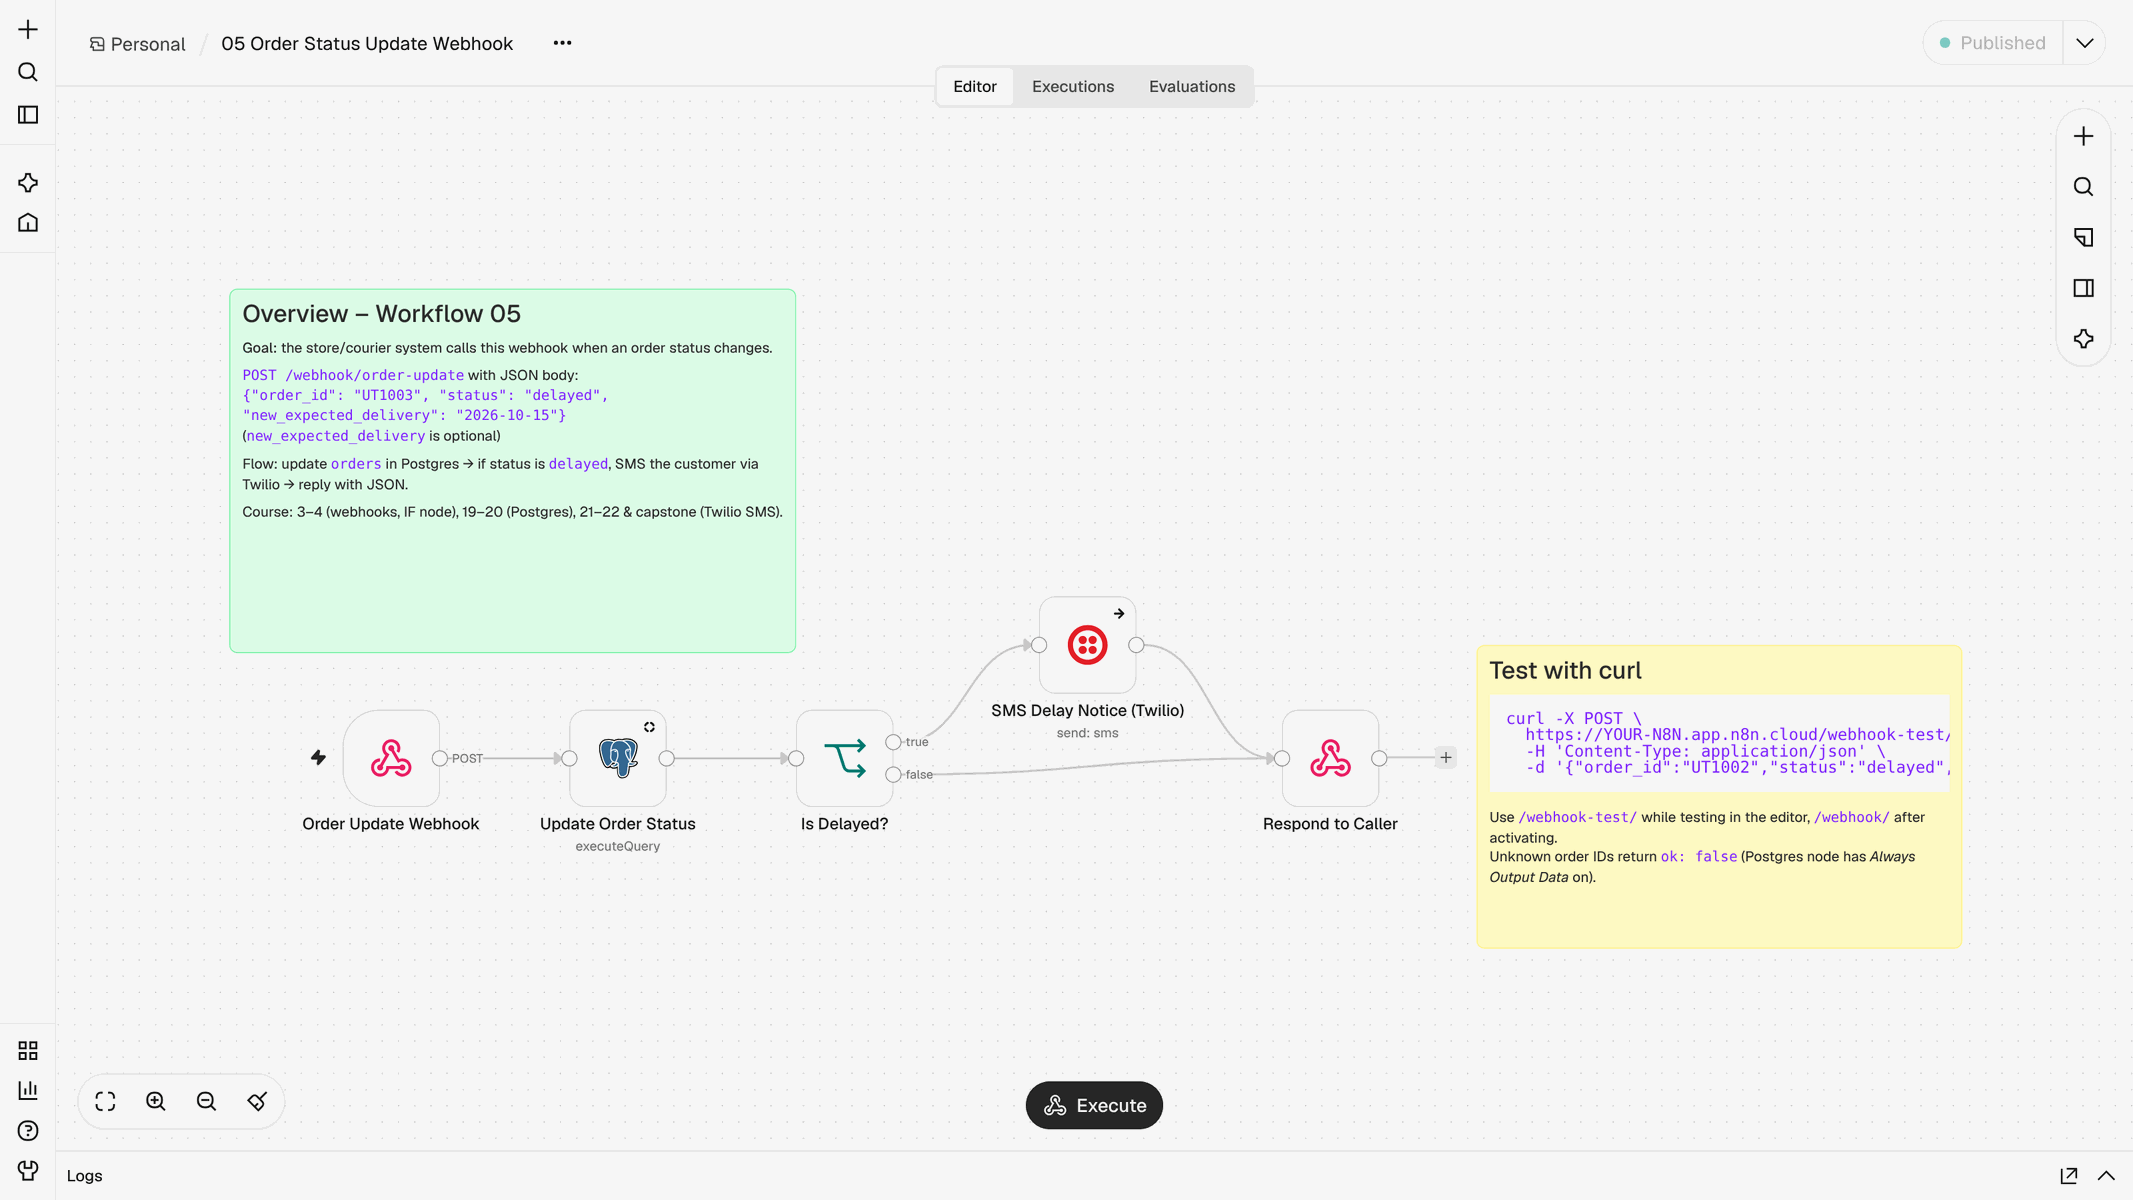 Personal / 05 Order Status Update Webhook
Published
Editor Executions Evaluations
Overview – Workflow 05
Goal: the store/courier system calls this webhook when an order status changes.
POST /webhook/order-update with JSON body:
{"order_id": "UT1003", "status": "delayed",
"new_expected_delivery": "2026-10-15"}
(new_expected_delivery is optional)
Flow: update orders in Postgres → if status is delayed, SMS the customer via
Twilio → reply with JSON.
Course: 3–4 (webhooks, IF node), 19–20 (Postgres), 21–22 & capstone (Twilio SMS).
SMS Delay Notice (Twilio)
send: sms
POST
true
false
Order Update Webhook
Update Order Status
executeQuery
Is Delayed?
Respond to Caller
Test with curl
curl -X POST \
https://YOUR-N8N.app.n8n.cloud/webhook-test/
-H 'Content-Type: application/json' \
-d '{"order_id":"UT1002","status":"delayed",
Use /webhook-test/ while testing in the editor, /webhook/ after
activating.
Unknown order IDs return ok: false (Postgres node has Always
Output Data on).
Execute
Logs